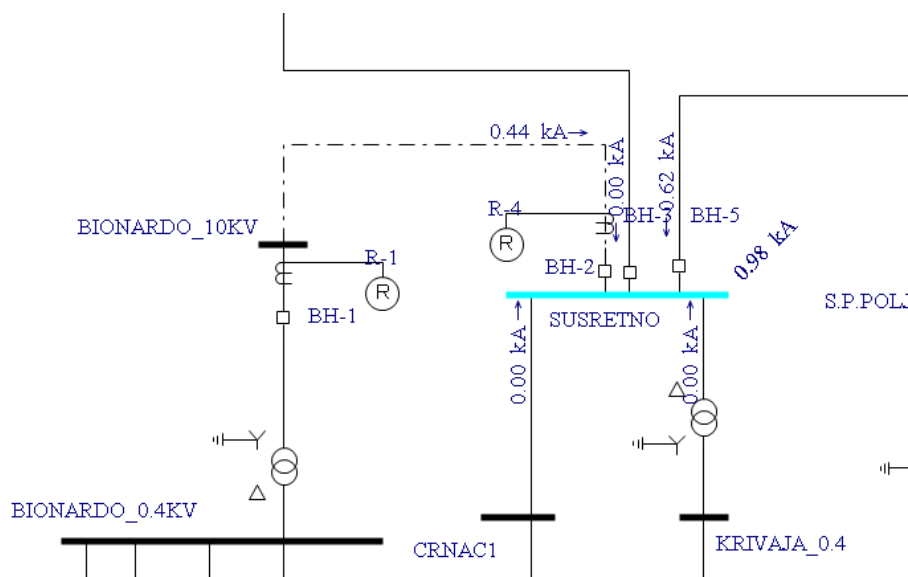 0.44 kA→
0.00 kA
0.62 kA
R-4
BH-3
BH-5
BIONARDO_10KV
R-1
R
R
BH-2
0.98 kA
BH-1
SUSRETNO
S.P.POLJ
0.00 kA
0.00 kA
BIONARDO_0.4KV
CRNAC1
KRIVAJA_0.4